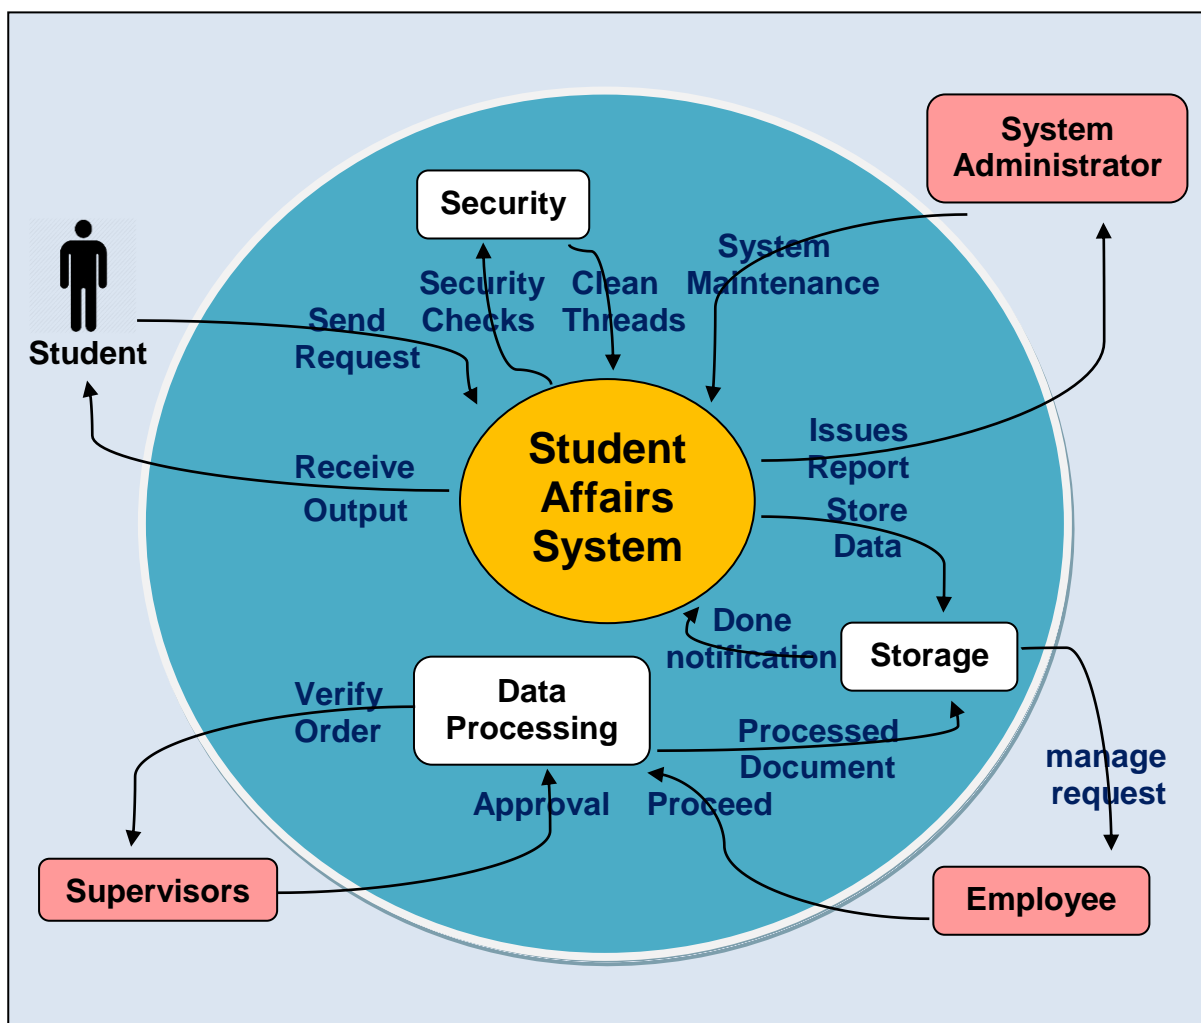 System
Administrator
Security
System
Maintenance
Security
Checks
Clean
Threads
Send
Request
Student
Student
Affairs
System
Issues
Report
Receive
Output
Store
Data
Done
notification
Storage
Verify
Order
Data
Processing
Processed
Document
manage
request
Approval
Proceed
Supervisors
Employee